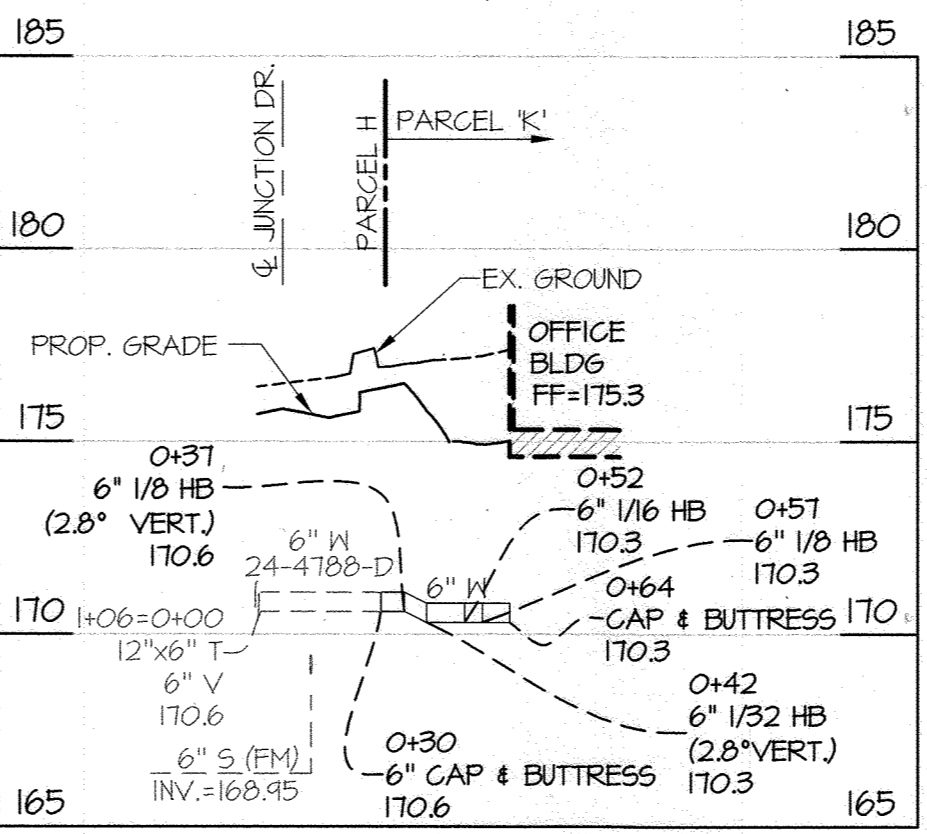 185
185
℄ JUNCTION DR.
PARCEL H
PARCEL 'K'
180
180
EX. GROUND
PROP. GRADE
OFFICE
BLDG
FF=175.3
175
175
0+37
6" 1/8 HB
(2.8° VERT.)
170.6
0+52
6" 1/16 HB
170.3
0+57
6" 1/8 HB
170.3
6" W
24-4788-D
6" W
0+64
CAP & BUTTRESS
170.3
170
170
1+06=0+00
12"x6" T
6" V
170.6
0+42
6" 1/32 HB
(2.8°VERT.)
170.3
6" S (FM)
INV.=168.95
0+30
6" CAP & BUTTRESS
170.6
165
165